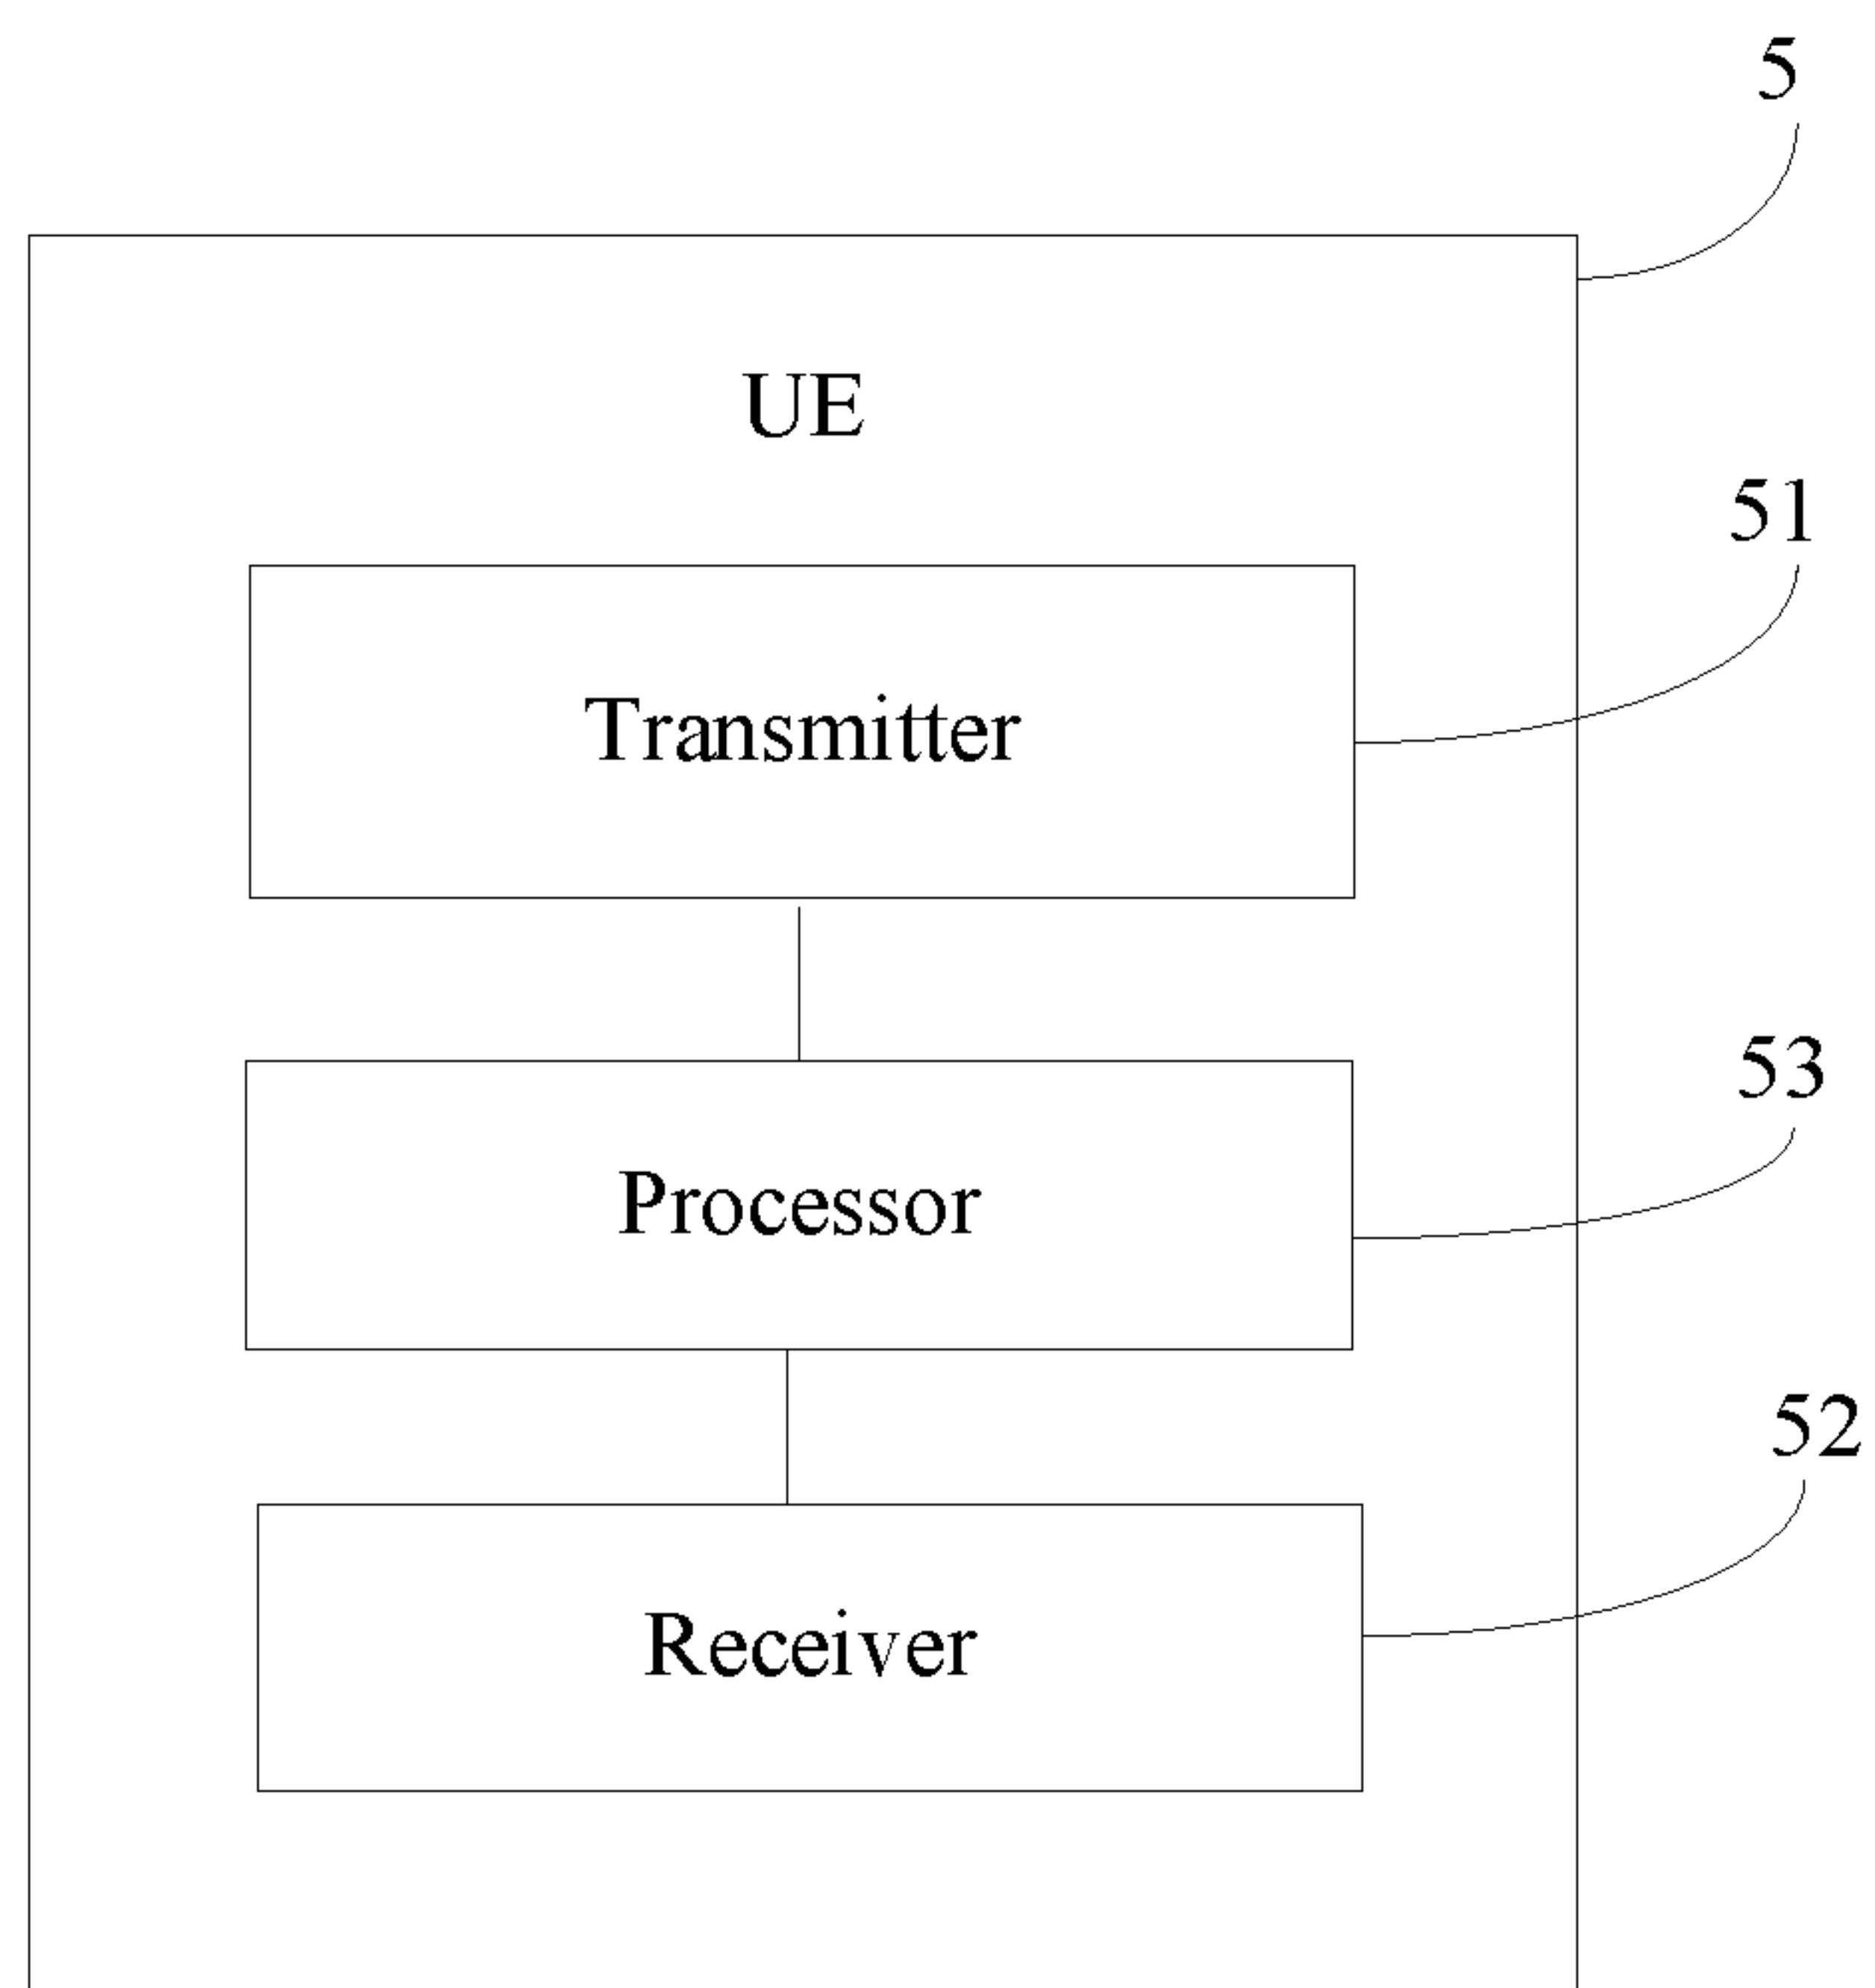 5
UE
51
Transmitter
53
Processor
52
Receiver